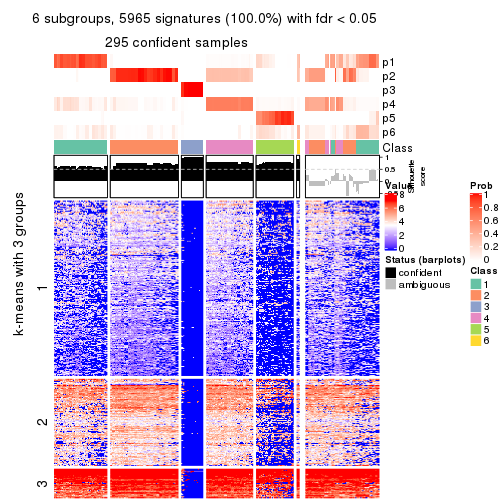 6 subgroups, 5965 signatures (100.0%) with fdr < 0.05
295 confident samples
p1
p2
p3
p4
p5
p6
Class
1
0.5
0
Silhouette
score
k-means with 3 groups
1
2
3
Value
8
6
4
2
0
Status (barplots)
confident
ambiguous
Prob
1
0.8
0.6
0.4
0.2
0
Class
1
2
3
4
5
6